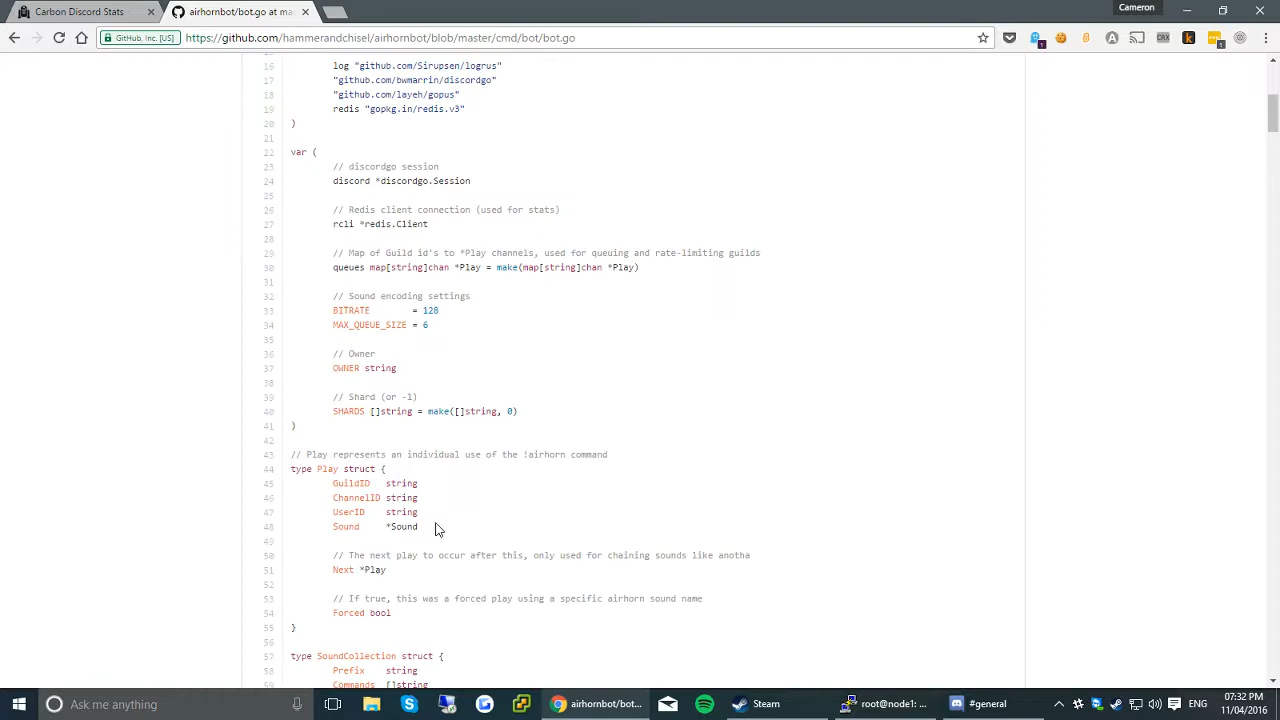 Carbon Discord Stats
airhornbot/bot.go at ma
Cameron
GitHub, Inc. [US]
https://github.com/hammerandchisel/airhornbot/blob/master/cmd/bot/bot.go
16 log "github.com/Sirupsen/logrus"
17 "github.com/bwmarrin/discordgo"
18 "github.com/layeh/gopus"
19 redis "gopkg.in/redis.v3"
20 )
21
22 var (
23 // discordgo session
24 discord *discordgo.Session
25
26 // Redis client connection (used for stats)
27 rcli *redis.Client
28
29 // Map of Guild id's to *Play channels, used for queuing and rate-limiting guilds
30 queues map[string]chan *Play = make(map[string]chan *Play)
31
32 // Sound encoding settings
33 BITRATE = 128
34 MAX_QUEUE_SIZE = 6
35
36 // Owner
37 OWNER string
38
39 // Shard (or -1)
40 SHARDS []string = make([]string, 0)
41 )
42
43 // Play represents an individual use of the !airhorn command
44 type Play struct {
45 GuildID string
46 ChannelID string
47 UserID string
48 Sound *Sound
49
50 // The next play to occur after this, only used for chaining sounds like anotha
51 Next *Play
52
53 // If true, this was a forced play using a specific airhorn sound name
54 Forced bool
55 }
56
57 type SoundCollection struct {
58 Prefix string
59 Commands []string
Ask me anything
airhornbot/bo...
Steam
root@node1: ...
#general
ENG
7:32 PM
11/04/2016